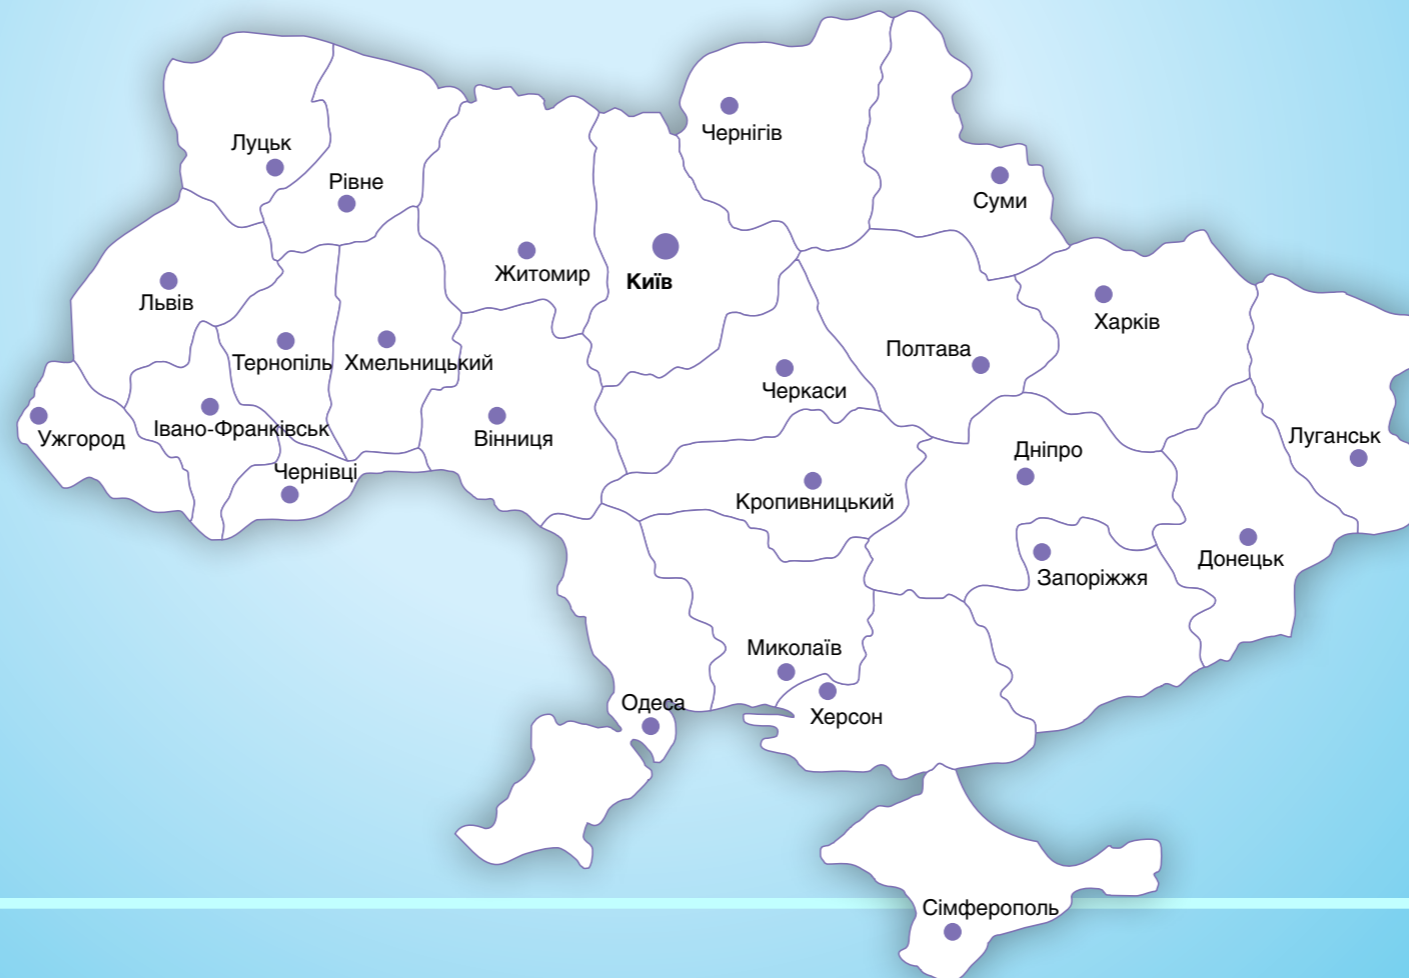 Чернігів
Луцьк
Рівне
Суми
Житомир
Київ
Львів
Харків
Полтава
Тернопіль
Хмельницький
Черкаси
Івано-Франківськ
Ужгород
Вінниця
Луганськ
Дніпро
Чернівці
Кропивницький
Донецьк
Запоріжжя
Миколаїв
Одеса
Херсон
Сімферополь